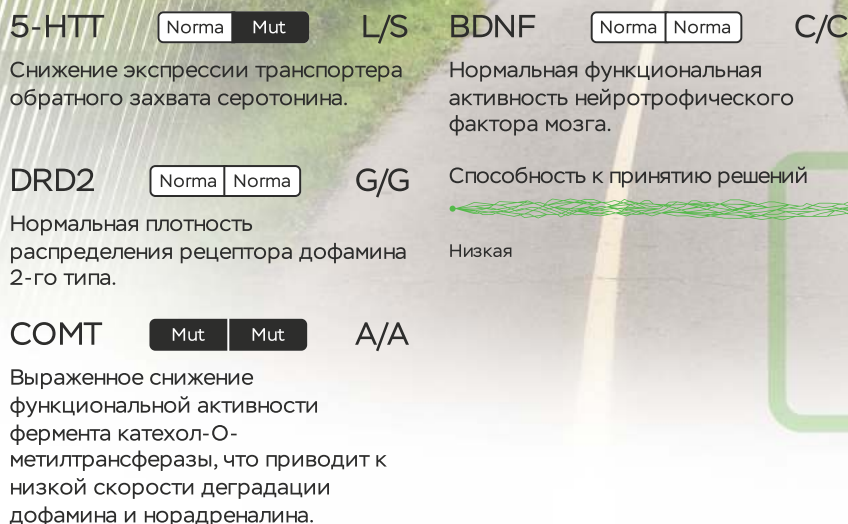 5-HTT Norma Mut L/S
Снижение экспрессии транспортера
обратного захвата серотонина.
DRD2 Norma Norma G/G
Нормальная плотность
распределения рецептора дофамина
2-го типа.
COMT Mut Mut A/A
Выраженное снижение
функциональной активности
фермента катехол-О-
метилтрансферазы, что приводит к
низкой скорости деградации
дофамина и норадреналина.
BDNF Norma Norma C/C
Нормальная функциональная
активность нейротрофического
фактора мозга.
Способность к принятию решений
Низкая